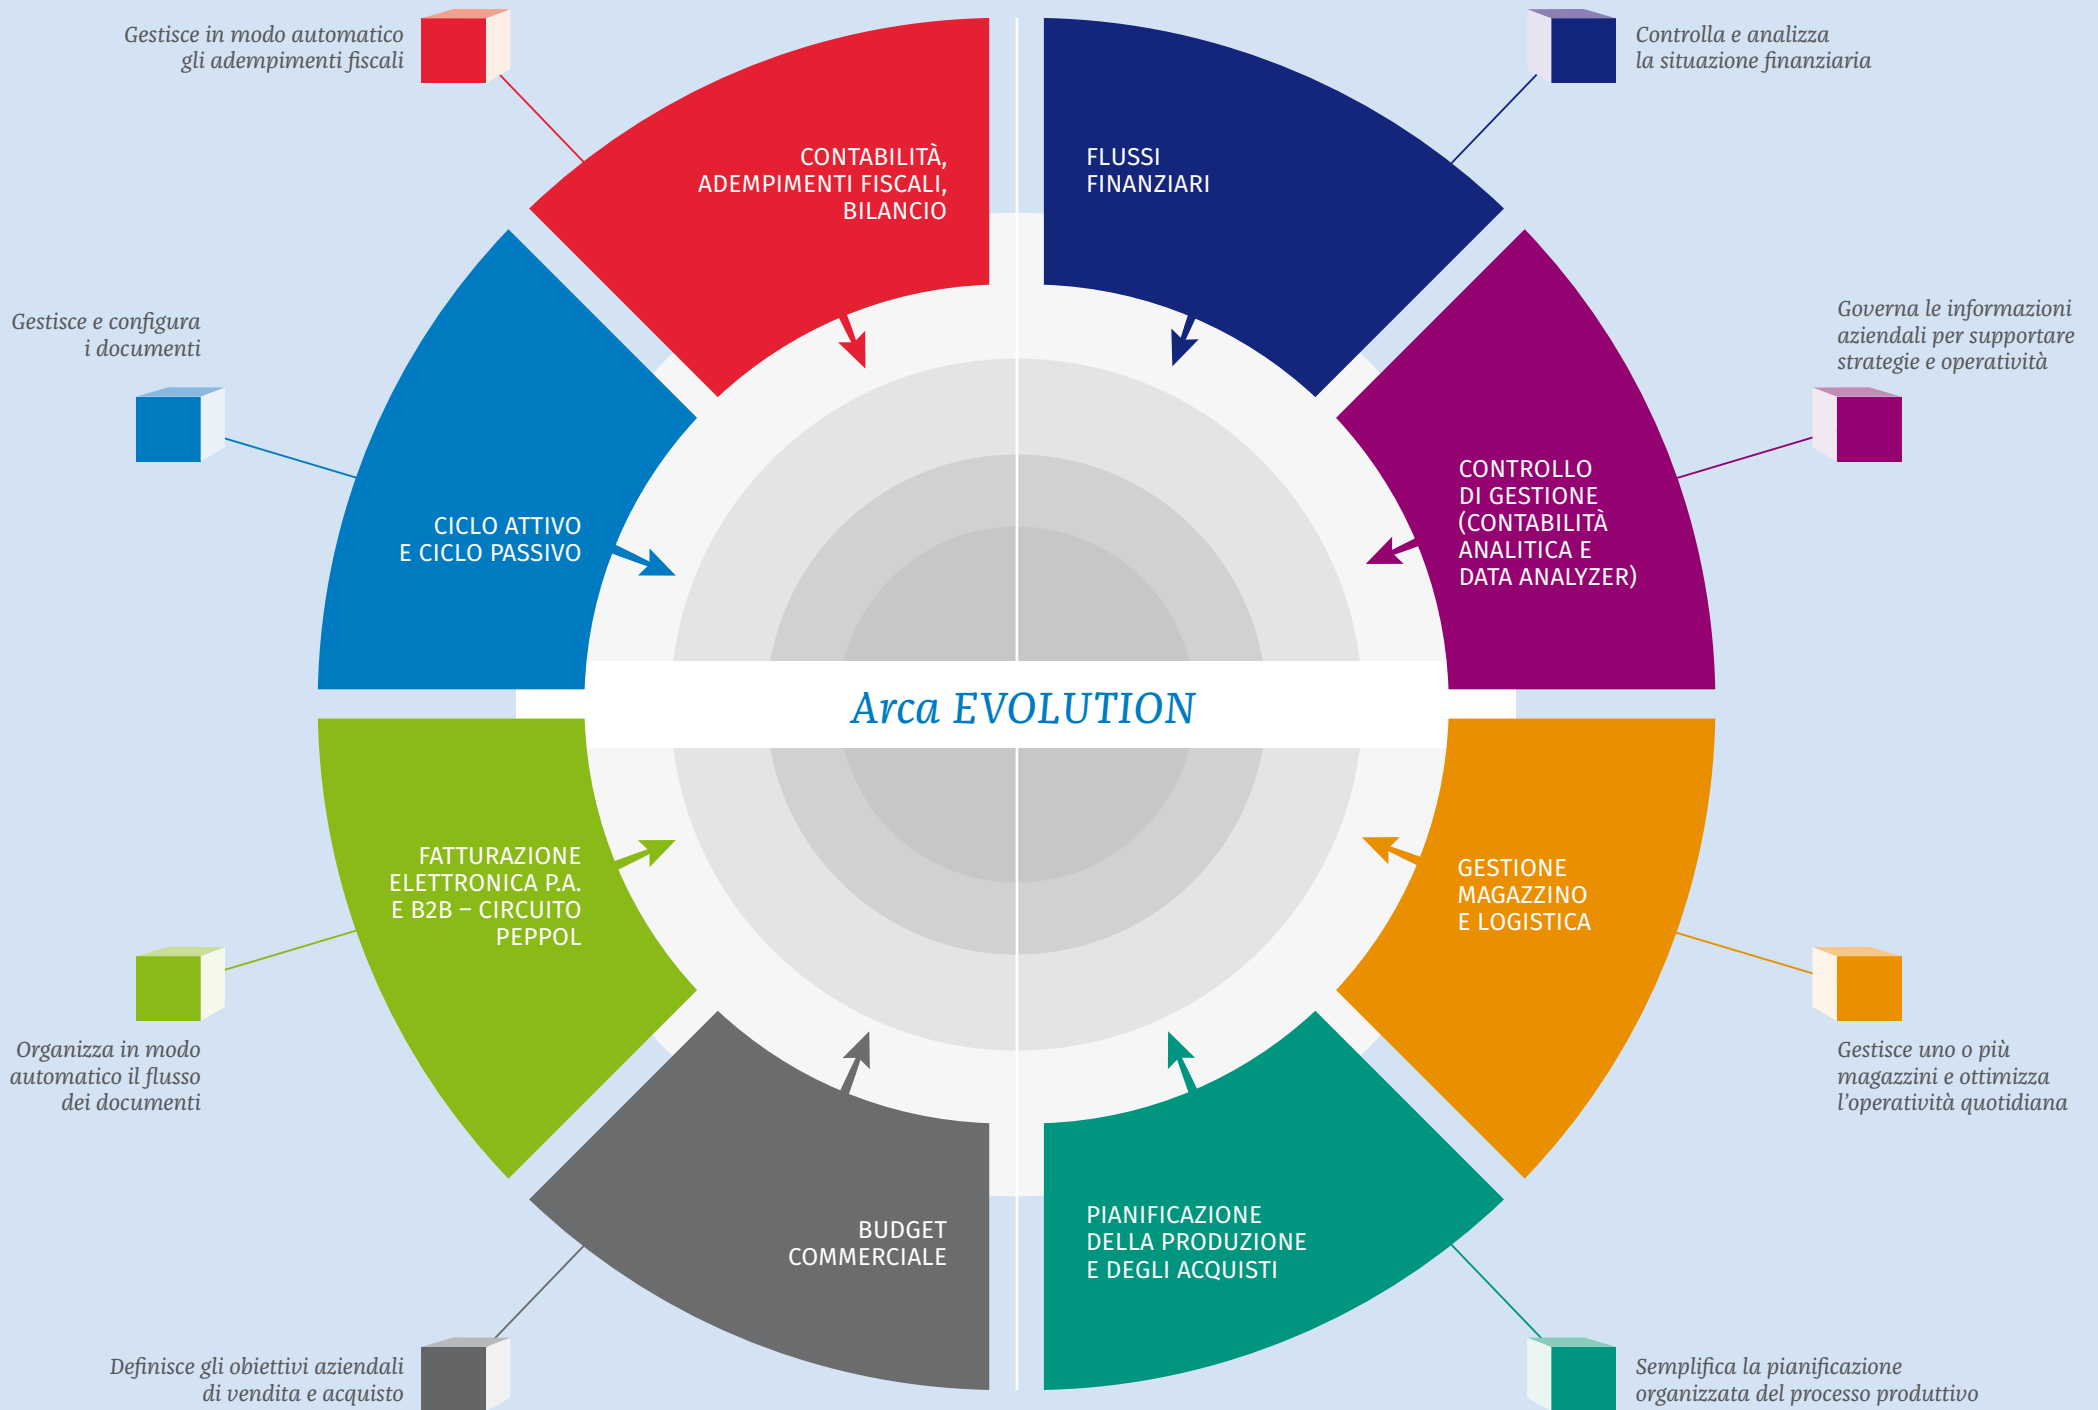 Gestisce in modo automatico
gli adempimenti fiscali
Controlla e analizza
la situazione finanziaria
CONTABILITÀ,
ADEMPIMENTI FISCALI,
BILANCIO
FLUSSI
FINANZIARI
Gestisce e configura
i documenti
Governa le informazioni
aziendali per supportare
strategie e operatività
CICLO ATTIVO
E CICLO PASSIVO
CONTROLLO
DI GESTIONE
(CONTABILITÀ
ANALITICA E
DATA ANALYZER)
Arca EVOLUTION
FATTURAZIONE
ELETTRONICA P.A.
E B2B – CIRCUITO
PEPPOL
GESTIONE
MAGAZZINO
E LOGISTICA
Organizza in modo
automatico il flusso
dei documenti
Gestisce uno o più
magazzini e ottimizza
l’operatività quotidiana
BUDGET
COMMERCIALE
PIANIFICAZIONE
DELLA PRODUZIONE
E DEGLI ACQUISTI
Definisce gli obiettivi aziendali
di vendita e acquisto
Semplifica la pianificazione
organizzata del processo produttivo